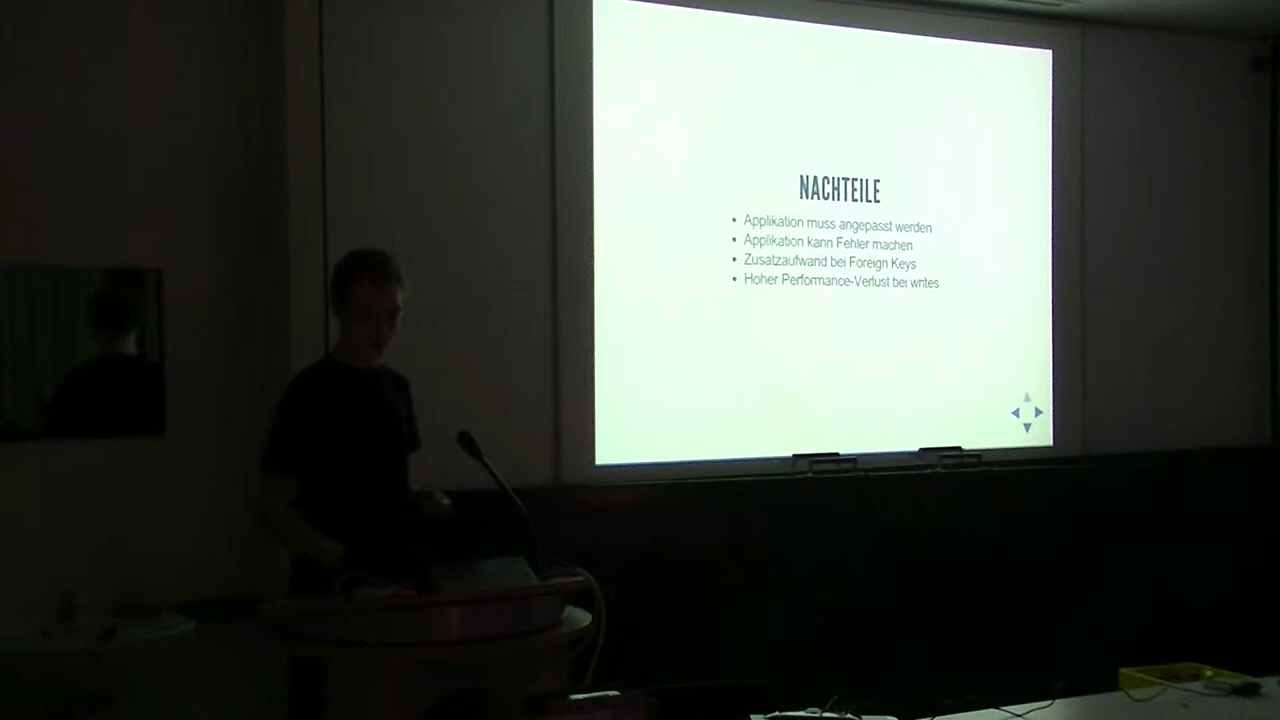 NACHTEILE
• Applikation muss angepasst werden
• Applikation kann Fehler machen
• Zusatzaufwand bei Foreign Keys
• Hoher Performance-Verlust bei writes